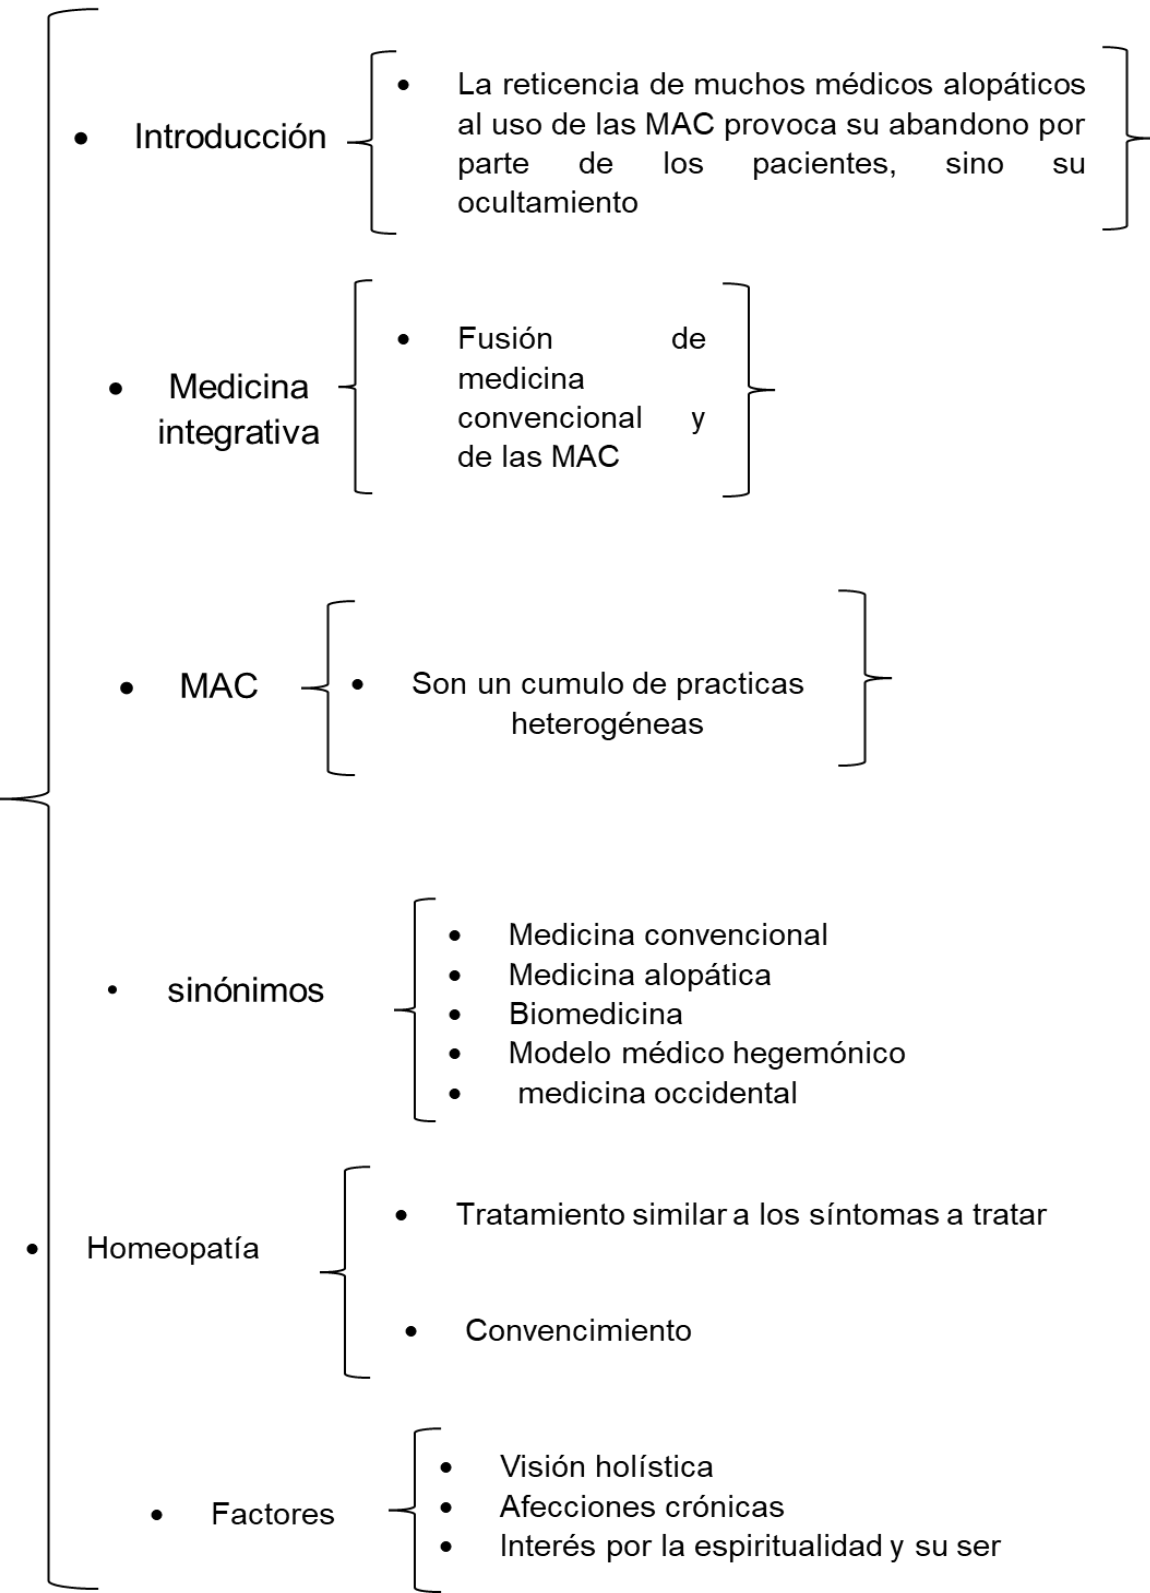 Introducción
La reticencia de muchos médicos alopáticos
al uso de las MAC provoca su abandono por
parte de los pacientes, sino su
ocultamiento
Medicina
integrativa
Fusión de
medicina
convencional y
de las MAC
MAC
Son un cumulo de practicas
heterogéneas
sinónimos
Medicina convencional
Medicina alopática
Biomedicina
Modelo médico hegemónico
medicina occidental
Homeopatía
Tratamiento similar a los síntomas a tratar
Convencimiento
Factores
Visión holística
Afecciones crónicas
Interés por la espiritualidad y su ser